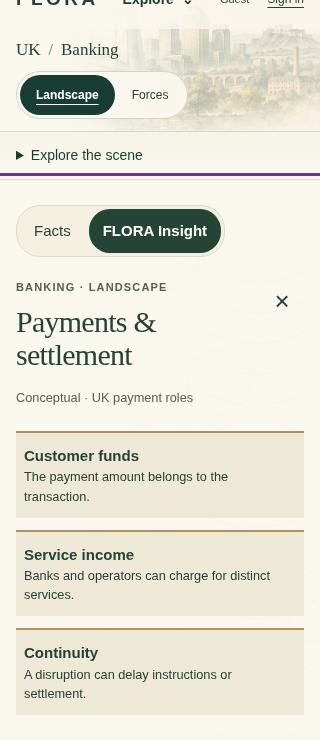 FLORA Explore Guest Sign in
UK / Banking
Landscape Forces
Explore the scene
Facts FLORA Insight
BANKING · LANDSCAPE
Payments &
settlement
Conceptual · UK payment roles
Customer funds
The payment amount belongs to the
transaction.
Service income
Banks and operators can charge for distinct
services.
Continuity
A disruption can delay instructions or
settlement.